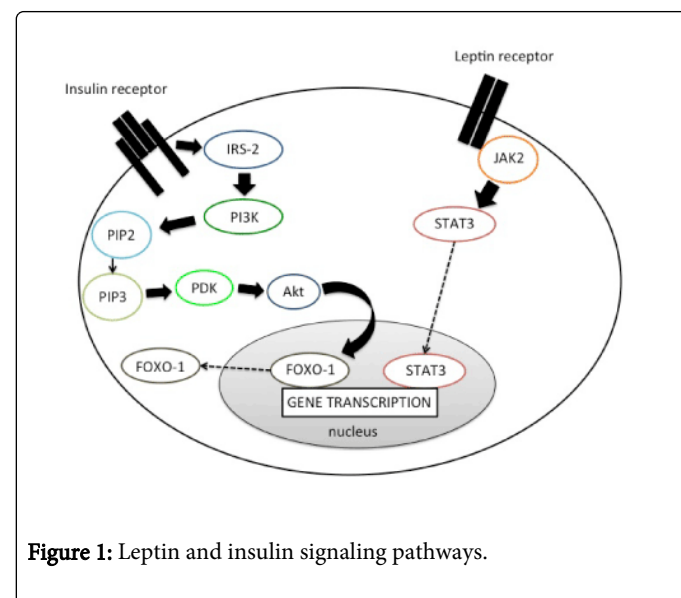 Leptin receptor
Insulin receptor
IRS-2
JAK2
PI3K
STAT3
PIP2
PIP3
PDK
Akt
FOXO-1
FOXO-1
STAT3
GENE TRANSCRIPTION
nucleus
Figure 1: Leptin and insulin signaling pathways.